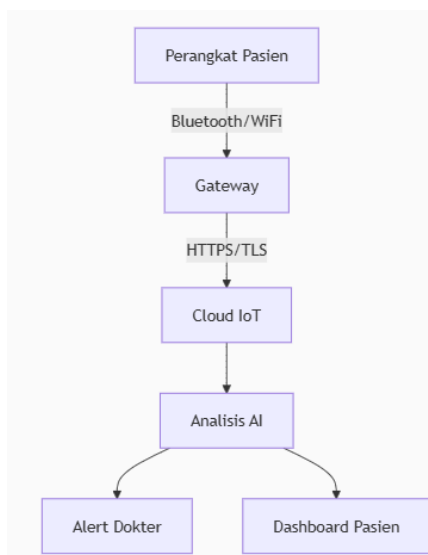 Perangkat Pasien
Bluetooth/WiFi
Gateway
HTTPS/TLS
Cloud IoT
Analisis AI
Alert Dokter
Dashboard Pasien